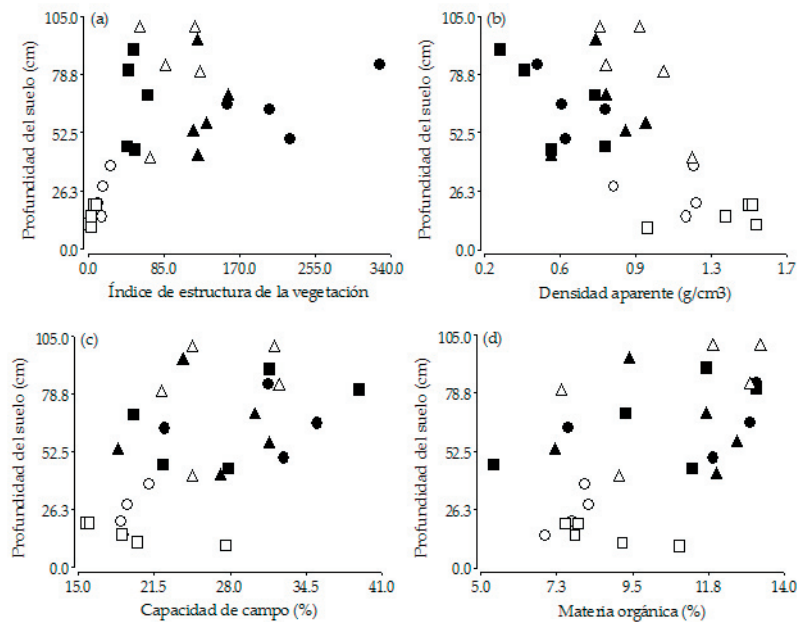 (a)
Profundidad del suelo (cm)
105.0
78.8
52.5
26.3
0.0
0.0 85.0 1700.0 255.0 340.0
Índice de estructura de la vegetación
(b)
Profundidad del suelo (cm)
105.0
78.8
52.5
26.3
0.0
0.2 0.6 0.9 1.3 1.7
Densidad aparente (g/cm3)
(c)
Profundidad del suelo (cm)
105.0
78.8
52.5
26.3
0.0
15.0 21.5 28.0 34.5 41.0
Capacidad de campo (%)
(d)
Profundidad del suelo (cm)
105.0
78.8
52.5
26.3
0.0
5.0 7.3 9.5 11.8 14.0
Materia orgánica (%)